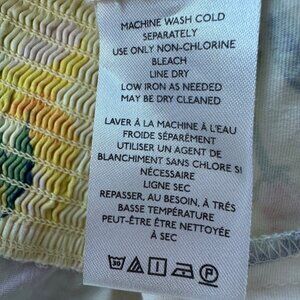 MACHINE WASH COLD
SEPARATELY
USE ONLY NON-CHLORINE
BLEACH
LINE DRY
LOW IRON AS NEEDED
MAY BE DRY CLEANED
LAVER À LA MACHINE À L'EAU
FROIDE SÉPARÉMENT
UTILISER UN AGENT DE
BLANCHIMENT SANS CHLORE SI
NÉCESSAIRE
LIGNE SEC
REPASSER, AU BESOIN, À TRÉS
BASSE TEMPÉRATURE
PEUT-ÊTRE ÊTRE NETTOYÉE
À SEC
30 P